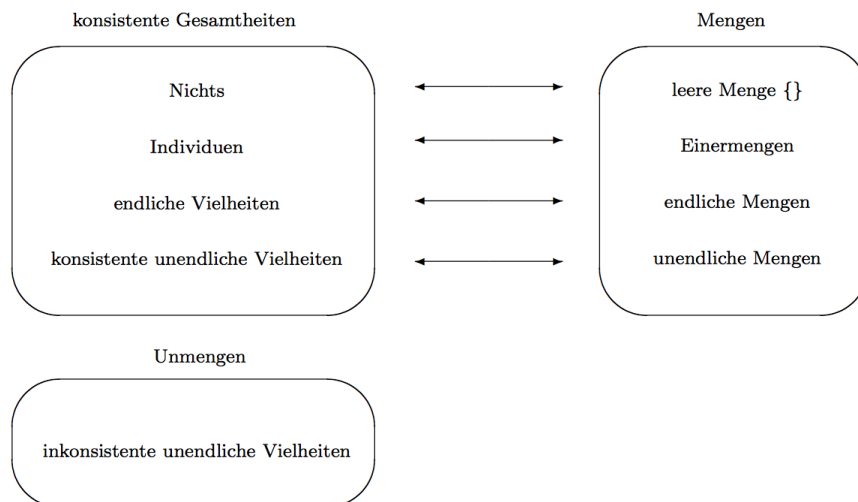 konsistente Gesamtheiten
Mengen
Nichts
leere Menge {}
Individuen
Einermengen
endliche Vielheiten
endliche Mengen
konsistente unendliche Vielheiten
unendliche Mengen
Unmengen
inkonsistente unendliche Vielheiten